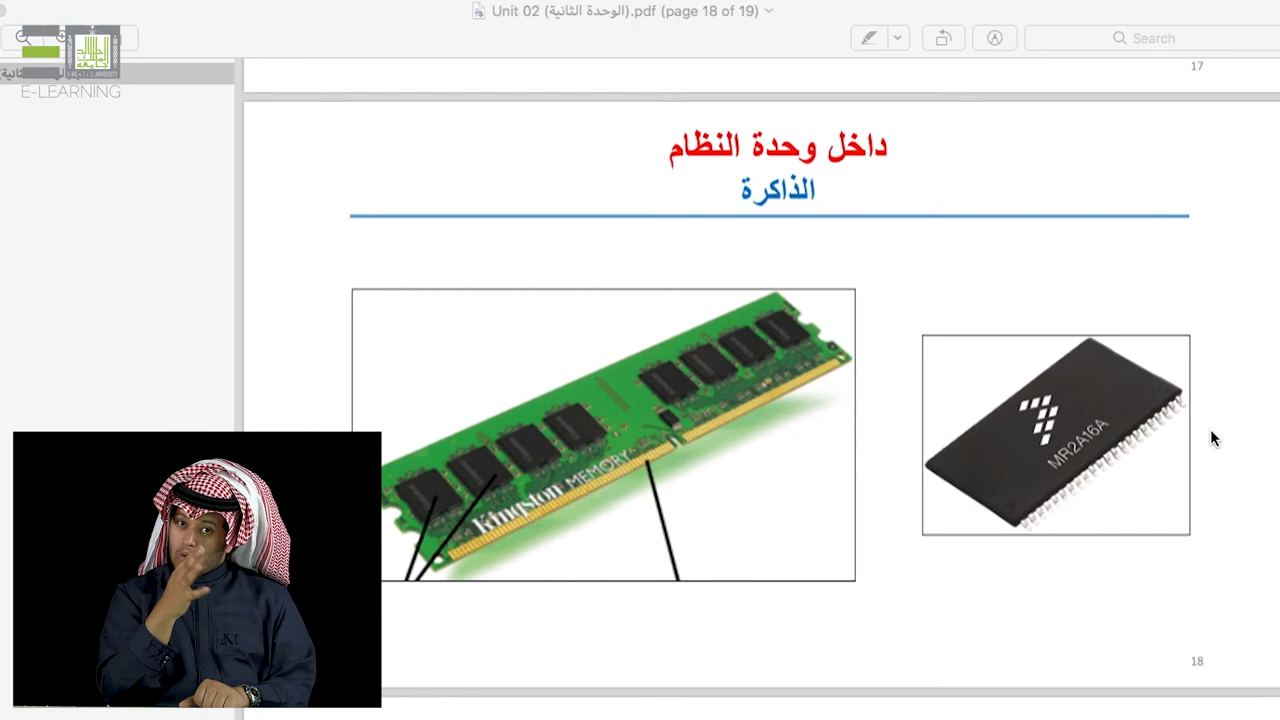 Unit 02 (الوحدة الثانية).pdf (page 18 of 19)
Search
E-LEARNING
17
داخل وحدة النظام
الذاكرة
Kingston MEMORY
MR2A16A
18